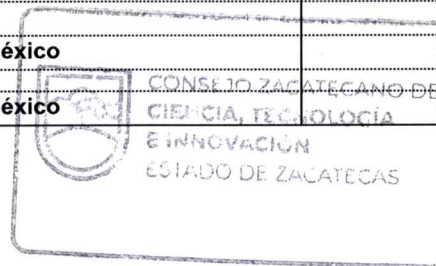 éxico
éxico
CONSEJO ZACATECANO DE
CIENCIA, TECNOLOGÍA
E INNOVACIÓN
ESTADO DE ZACATECAS